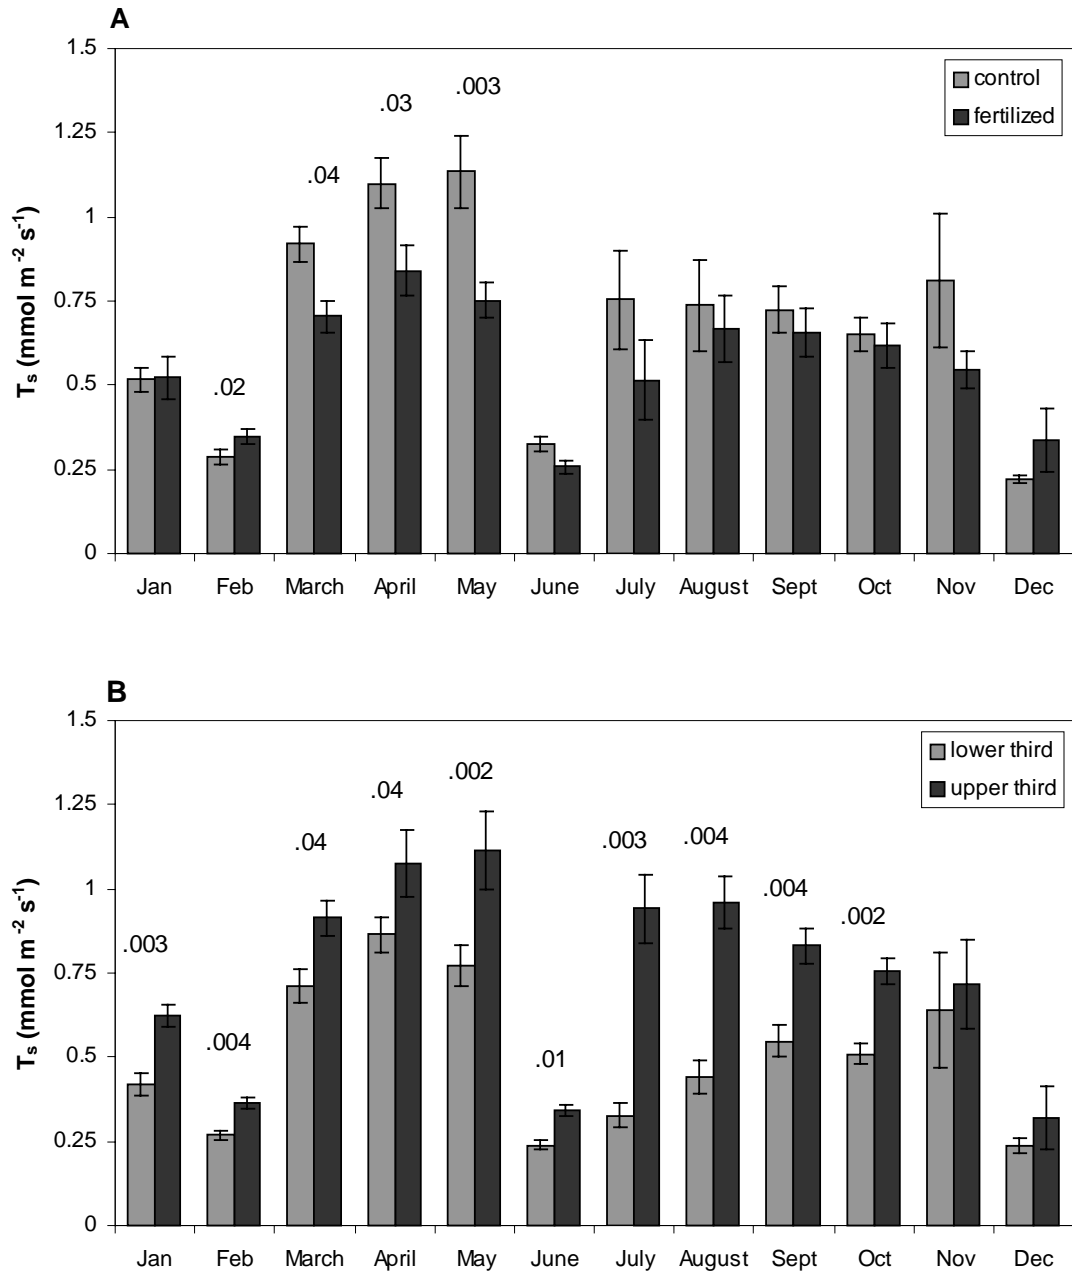 A
1.5
control
fertilized
.003
.03
1.25
.04
1
0.75
.02
0.5
0.25
0
Ts (mmol m-2 s-1)
Jan Feb March April May June July August Sept Oct Nov Dec
B
1.5
lower third
upper third
.002
.04
1.25
.04
.003
.004
1
.004
.002
.003
0.75
.004
.01
0.5
0.25
0
Ts (mmol m-2 s-1)
Jan Feb March April May June July August Sept Oct Nov Dec